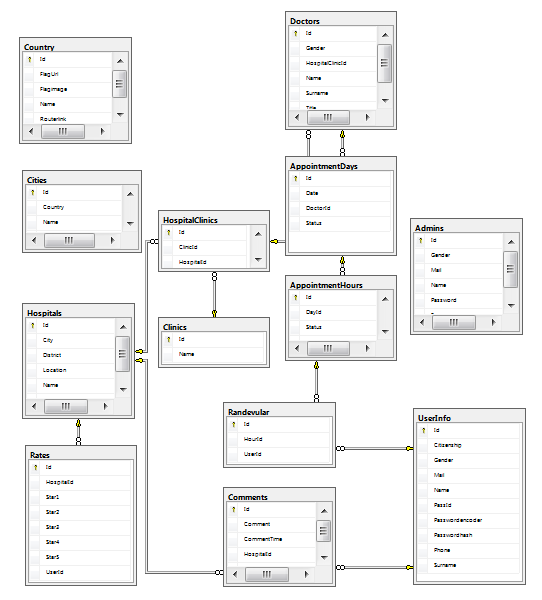 Doctors
Id
Gender
HospitalClinicId
Name
Surname
Title
Country
Id
FlagUrl
FlagImage
Name
Routerlink
AppointmentDays
Id
Date
DoctorId
Status
Cities
Id
Country
Name
HospitalClinics
Id
ClinicId
HospitalId
Admins
Id
Gender
Mail
Name
Password
AppointmentHours
Id
DayId
Status
Hospitals
Id
City
District
Location
Name
Clinics
Id
Name
Randevular
Id
HourId
UserId
UserInfo
Id
Citizenship
Gender
Mail
Name
PassId
Passwordencoder
Passwordhash
Phone
Surname
Rates
Id
HospitalId
Star1
Star2
Star3
Star4
Star5
UserId
Comments
Id
Comment
CommentTime
HospitalId